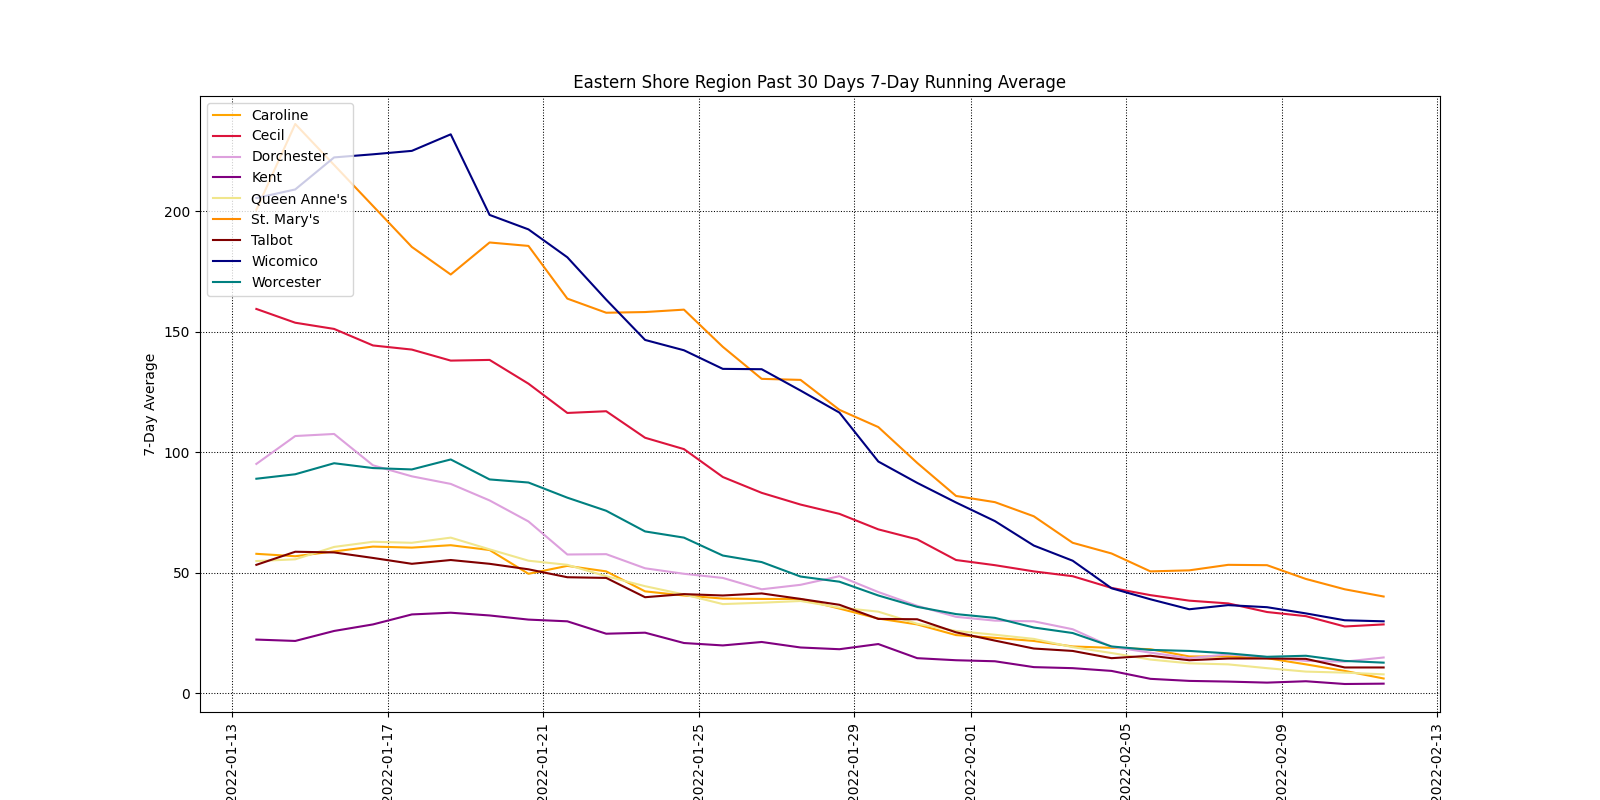 Eastern Shore Region Past 30 Days 7-Day Running Average
Caroline
Cecil
Dorchester
Kent
Queen Anne's
St. Mary's
Talbot
Wicomico
Worcester
7-Day Average
200
150
100
50
0
2022-01-13
2022-01-17
2022-01-21
2022-01-25
2022-01-29
2022-02-01
2022-02-05
2022-02-09
2022-02-13